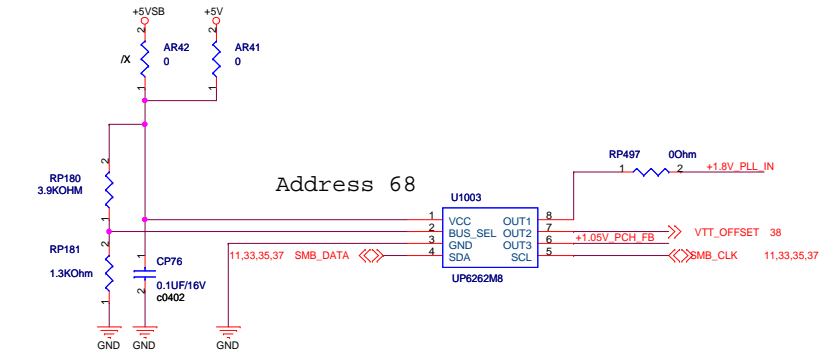 +5VSB
+5V
2
2
/X
AR42
0
AR41
0
1
1
2
RP180
3.9KOHM
1
Address 68
RP497
0Ohm
1
2
+1.8V_PLL_IN
U1003
1
VCC
OUT1
8
2
BUS_SEL
OUT2
7
VTT_OFFSET
38
3
GND
OUT3
6
+1.05V_PCH_FB
4
SDA
SCL
5
UP6262M8
11,33,35,37
SMB_DATA
SMB_CLK
11,33,35,37
2
RP181
1.3KOhm
1
1
CP76
0.1UF/16V
c0402
2
GND
GND
GND